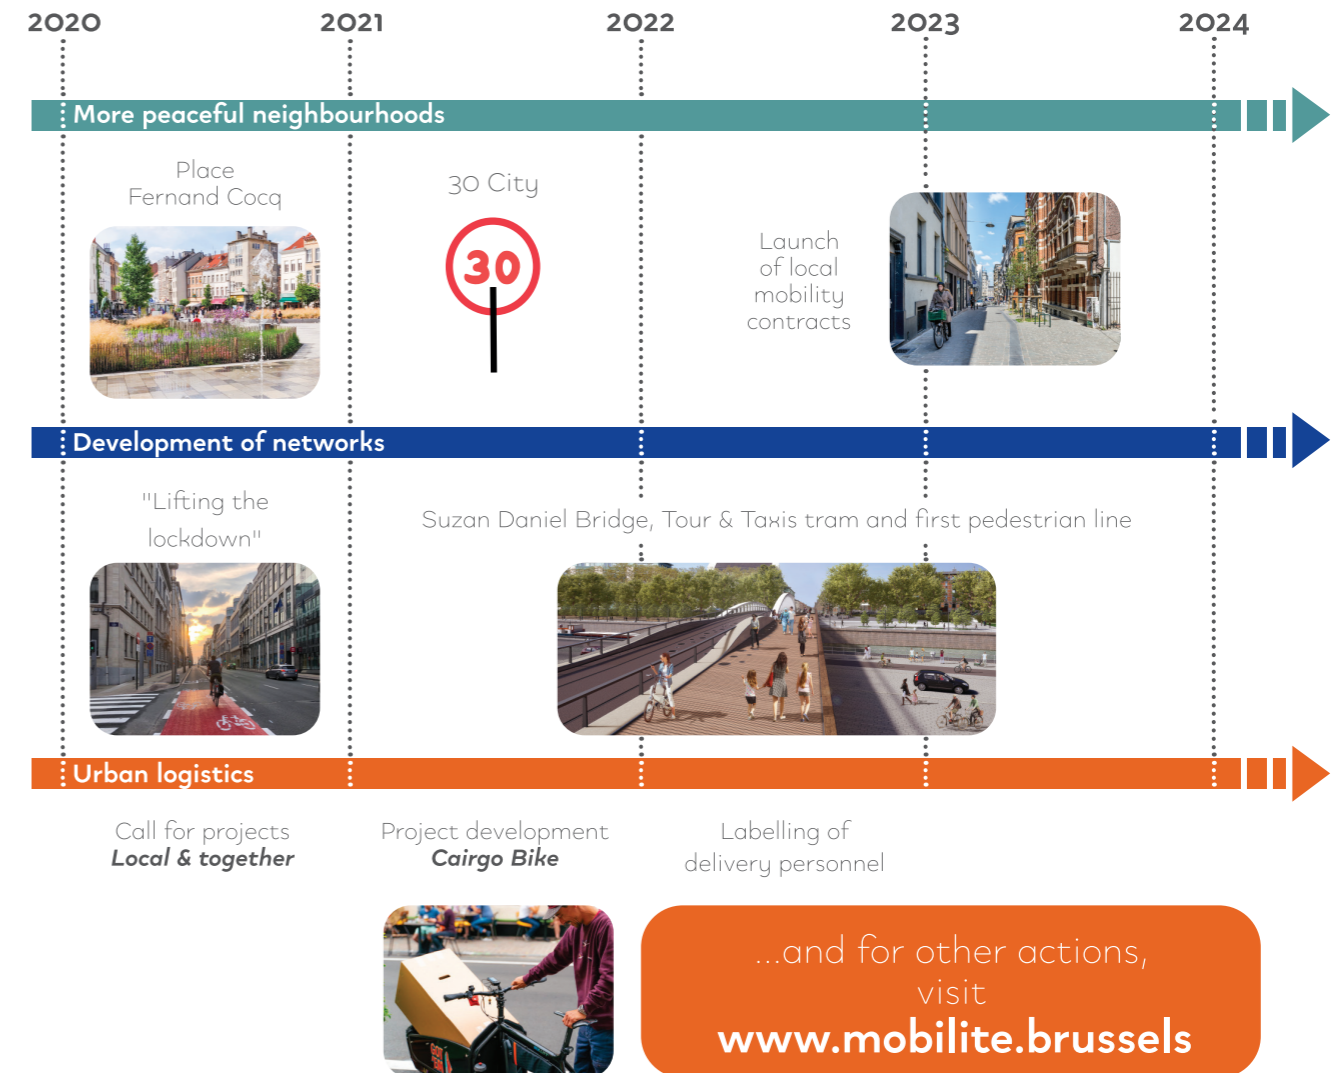 2020 2021 2022 2023 2024
More peaceful neighbourhoods
Place
Fernand Cocq
30 City
30
Launch
of local
mobility
contracts
Development of networks
"Lifting the
lockdown"
Suzan Daniel Bridge, Tour & Taxis tram and first pedestrian line
Urban logistics
Call for projects
Local & together
Project development
Cairgo Bike
Labelling of
delivery personnel
...and for other actions,
visit
www.mobilite.brussels